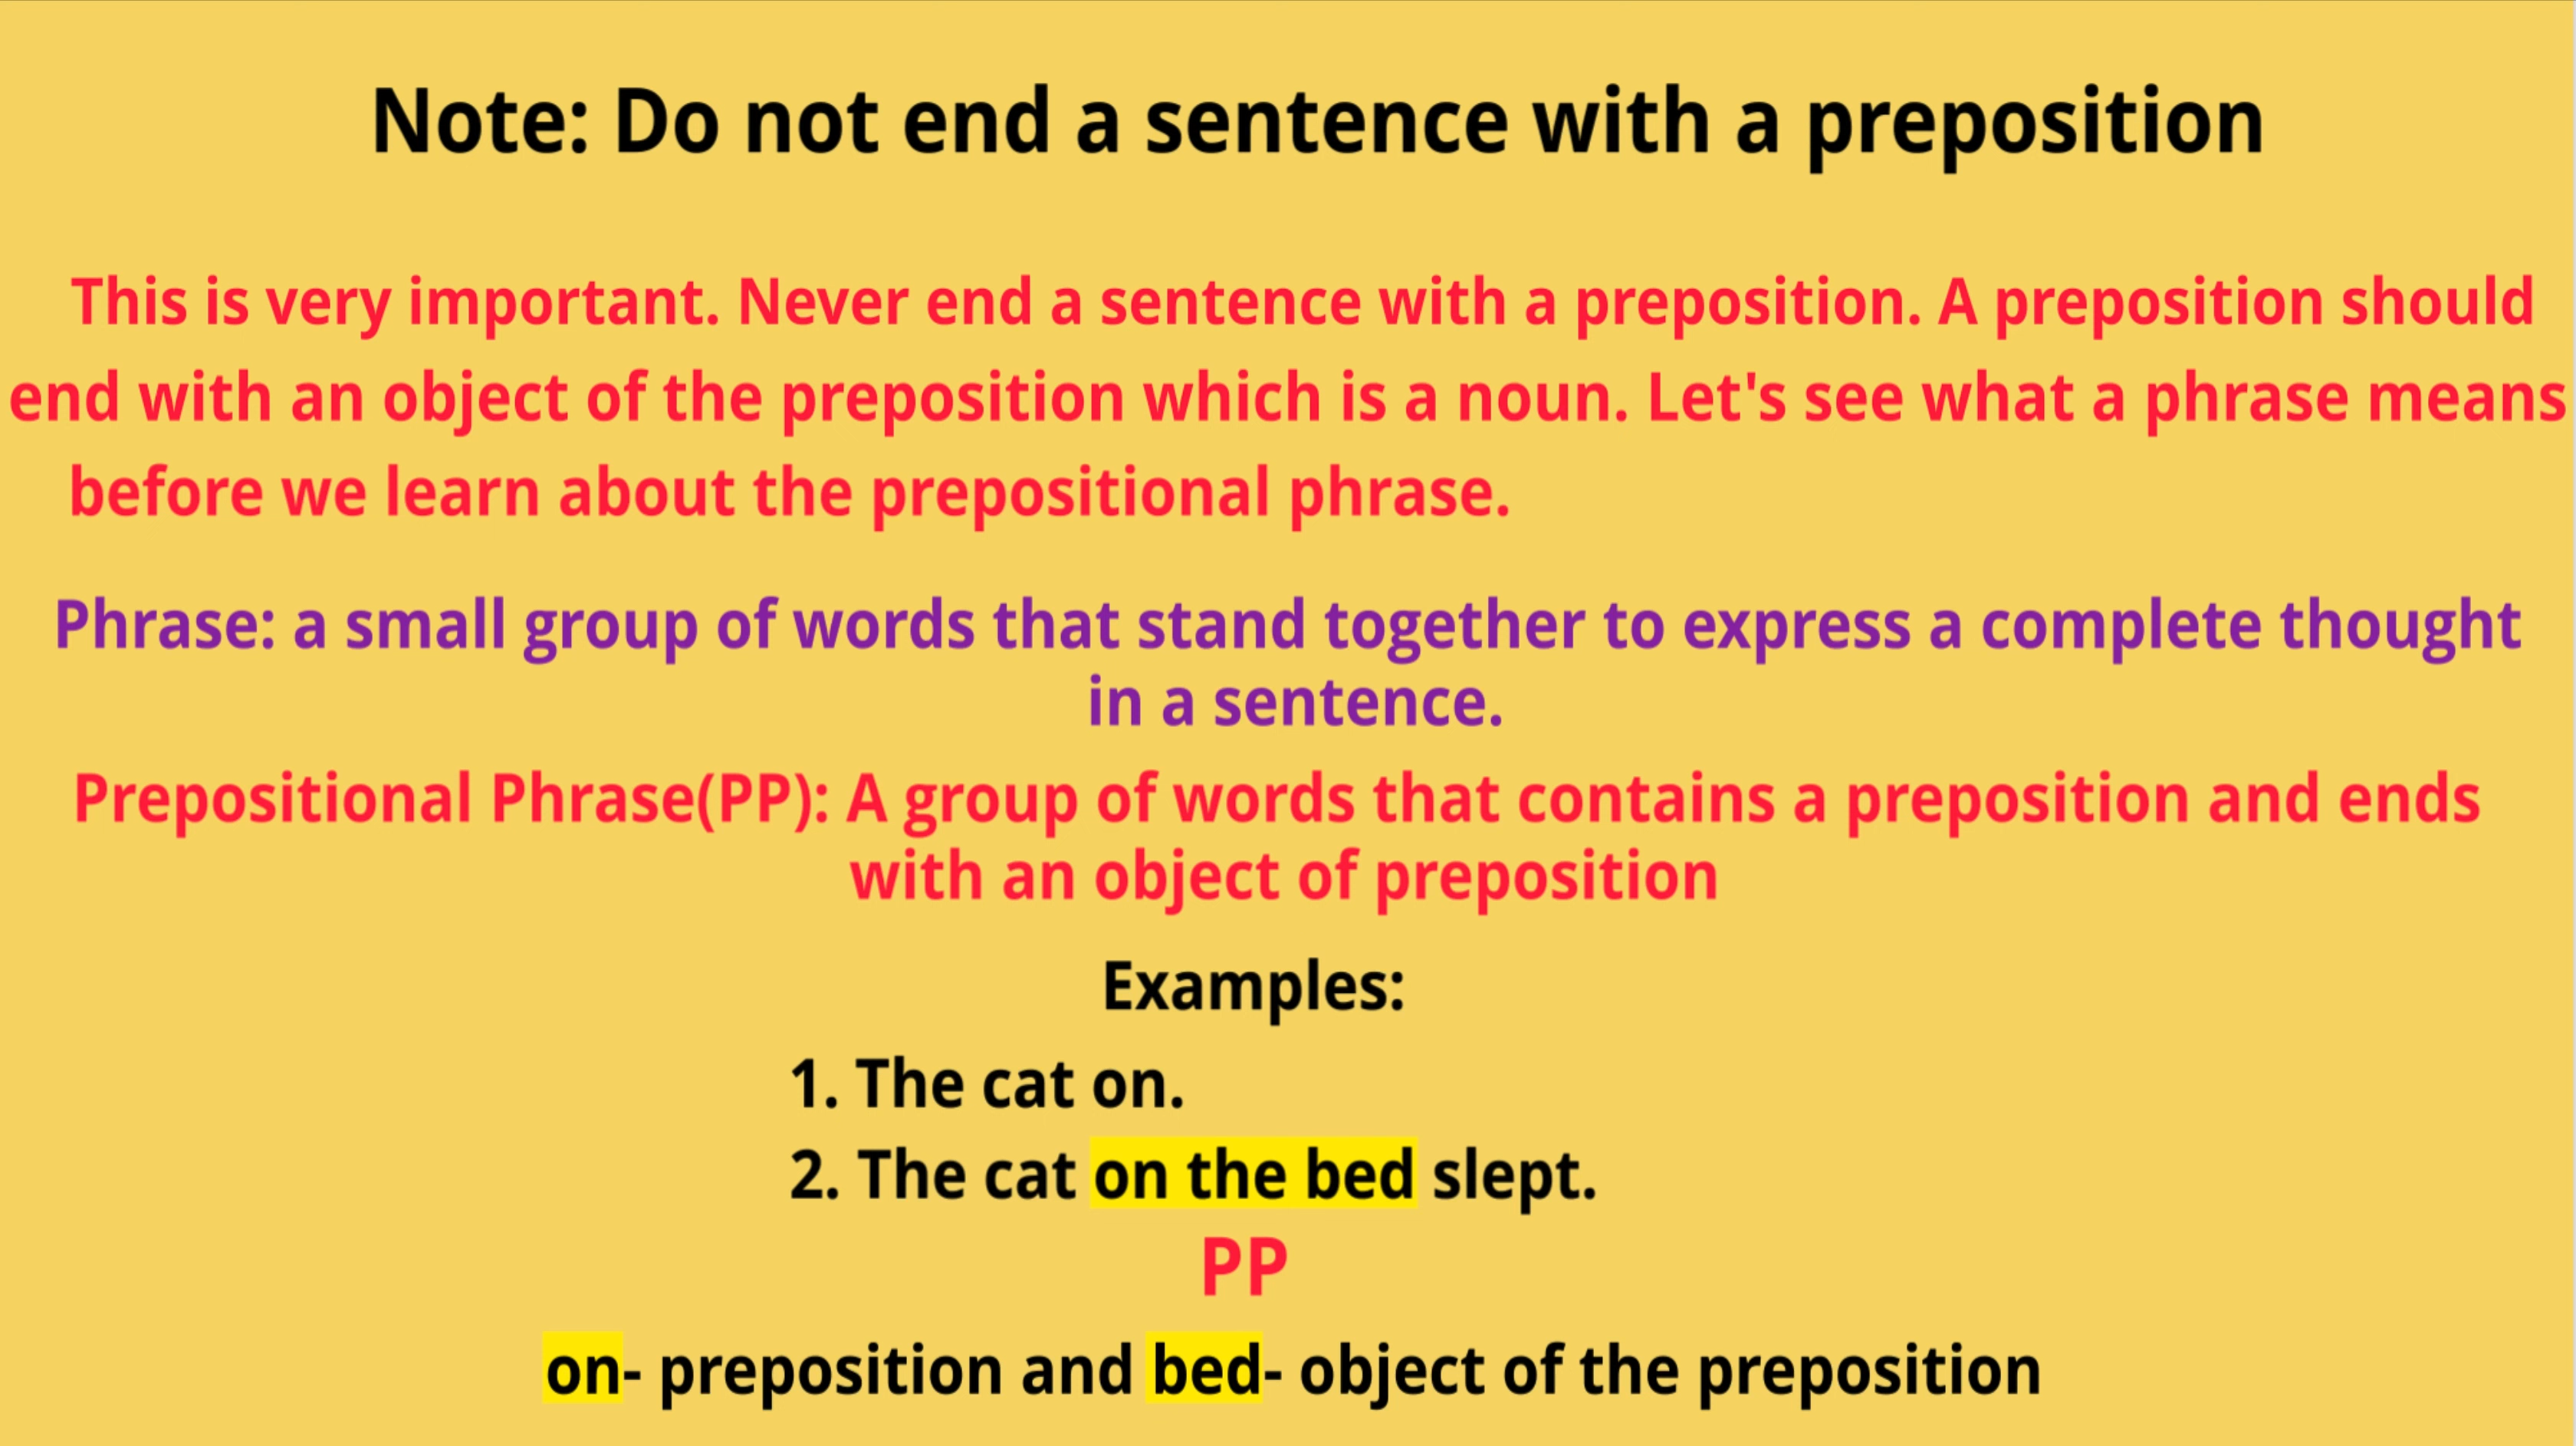 Note: Do not end a sentence with a preposition
This is very important. Never end a sentence with a preposition. A preposition should
end with an object of the preposition which is a noun. Let's see what a phrase means
before we learn about the prepositional phrase.
Phrase: a small group of words that stand together to express a complete thought
in a sentence.
Prepositional Phrase(PP): A group of words that contains a preposition and ends
with an object of preposition
Examples:
1. The cat on.
2. The cat on the bed slept.
PP
on- preposition and bed- object of the preposition